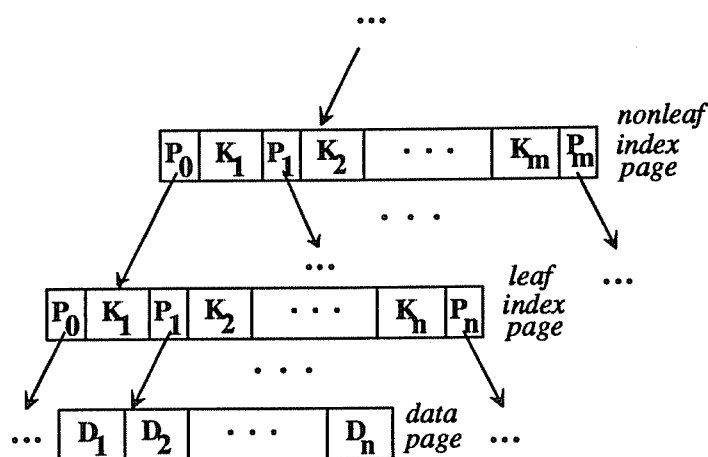 ...
P0 K1 P1 K2 ... Km Pm
nonleaf
index
page
...
...
...
P0 K1 P1 K2 ... Kn Pn
leaf
index
page
...
... D1 D2 ... Dn
data
page
...